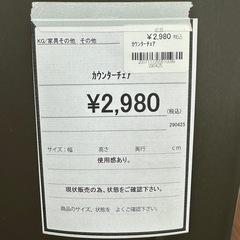 KG/家具その他 その他
¥2,980 税込
カウンターチェア
290425
カウンターチェア
¥2,980 (税込)
290425
サイズ:幅 高さ 奥行 cm
使用感あり。
現状販売の為、状態をご確認下さい。
商品のサイズ、状態を よくご確認下さい。